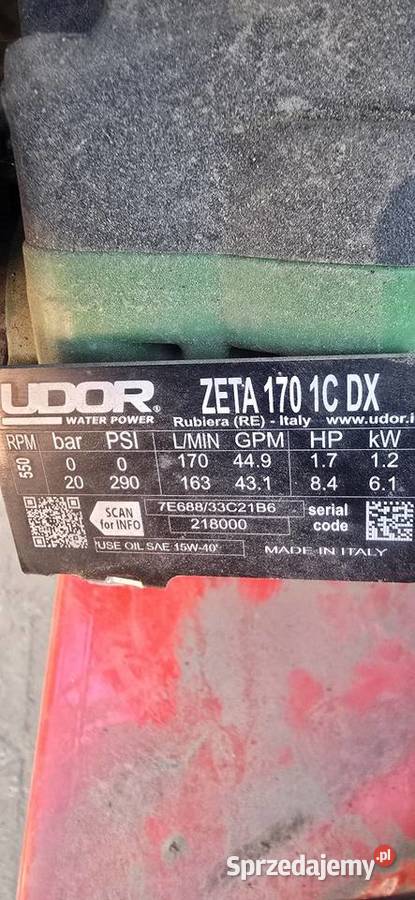 UDOR® ZETA 170 1C DX
WATER POWER Rubiera (RE) - Italy www.udor.i
RPM bar PSI L/MIN GPM HP kW
550 0 0 170 44.9 1.7 1.2
20 290 163 43.1 8.4 6.1
SCAN for INFO
7E688/33C21B6 serial
218000 code
"USE OIL SAE 15W-40" MADE IN ITALY
Sprzedajemy.pl